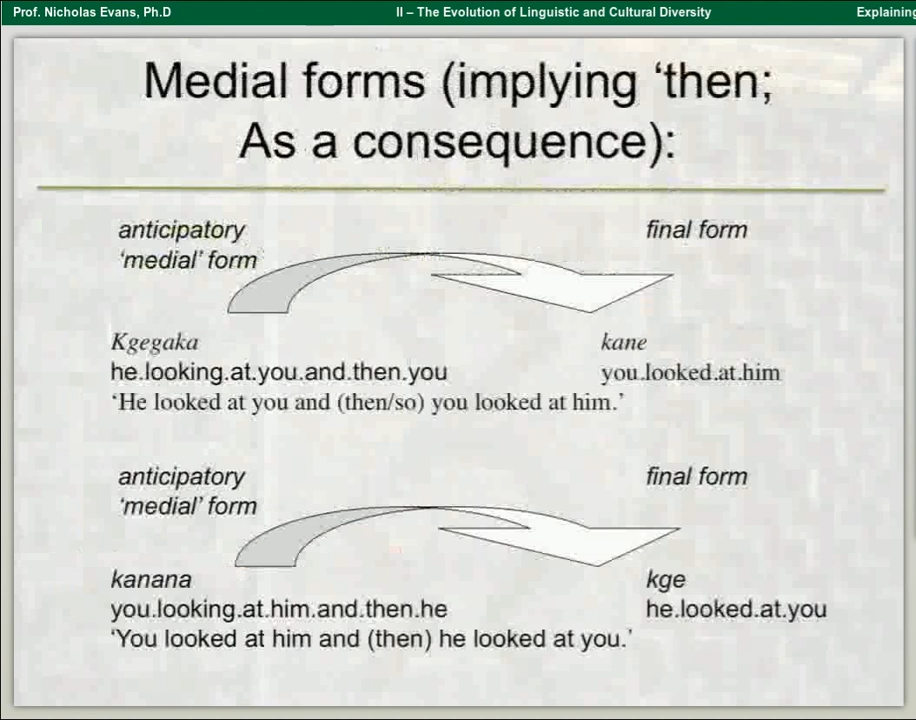 Prof. Nicholas Evans, Ph.D II – The Evolution of Linguistic and Cultural Diversity Explaining
Medial forms (implying ‘then;
As a consequence):
anticipatory final form
‘medial’ form
Kgegaka kane
he.looking.at.you.and.then.you you.looked.at.him
‘He looked at you and (then/so) you looked at him.’
anticipatory final form
‘medial’ form
kanana kge
you.looking.at.him.and.then.he he.looked.at.you
‘You looked at him and (then) he looked at you.’